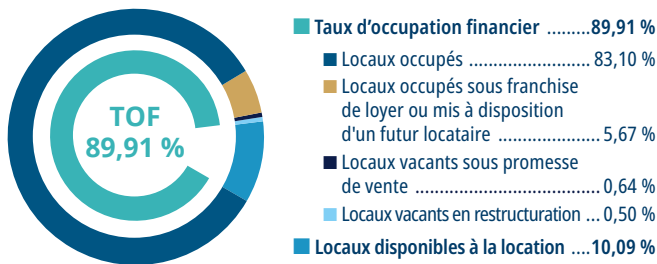 TOF
89,91 %
Taux d’occupation financier .........89,91 %
Locaux occupés ......................... 83,10 %
Locaux occupés sous franchise
de loyer ou mis à disposition
d'un futur locataire ..................... 5,67 %
Locaux vacants sous promesse
de vente ...................................... 0,64 %
Locaux vacants en restructuration ... 0,50 %
Locaux disponibles à la location ....10,09 %